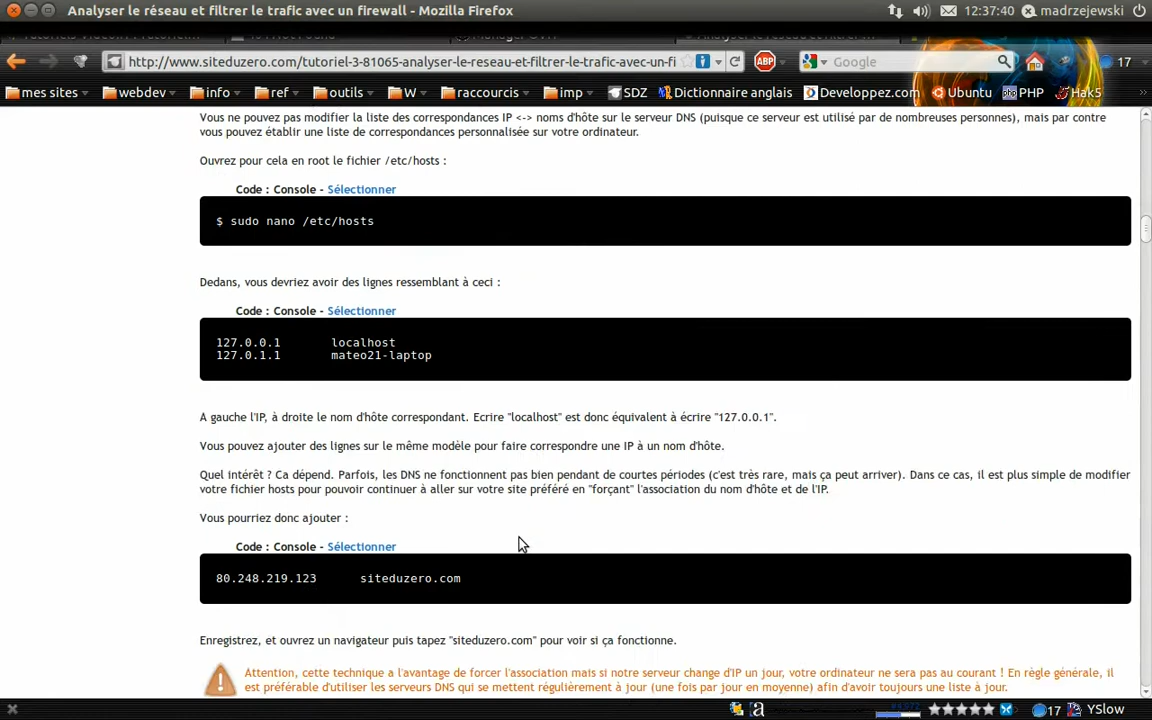 Analyser le réseau et filtrer le trafic avec un firewall - Mozilla Firefox
12:37:40
madrzejewski
http://www.siteduzero.com/tutoriel-3-81065-analyser-le-reseau-et-filtrer-le-trafic-avec-un-fi
ABP
Google
17
mes sites
webdev
info
ref
outils
W
raccourcis
imp
SDZ
Dictionnaire anglais
Developpez.com
Ubuntu
PHP
Hak5
Vous ne pouvez pas modifier la liste des correspondances IP <-> noms d'hôte sur le serveur DNS (puisque ce serveur est utilisé par de nombreuses personnes), mais par contre
vous pouvez établir une liste de correspondances personnalisée sur votre ordinateur.
Ouvrez pour cela en root le fichier /etc/hosts :
Code : Console - Sélectionner
$ sudo nano /etc/hosts
Dedans, vous devriez avoir des lignes ressemblant à ceci :
Code : Console - Sélectionner
127.0.0.1 localhost
127.0.1.1 mateo21-laptop
A gauche l'IP, à droite le nom d'hôte correspondant. Ecrire "localhost" est donc équivalent à écrire "127.0.0.1".
Vous pouvez ajouter des lignes sur le même modèle pour faire correspondre une IP à un nom d'hôte.
Quel intérêt ? Ca dépend. Parfois, les DNS ne fonctionnent pas bien pendant de courtes périodes (c'est très rare, mais ça peut arriver). Dans ce cas, il est plus simple de modifier
votre fichier hosts pour pouvoir continuer à aller sur votre site préféré en "forçant" l'association du nom d'hôte et de l'IP.
Vous pourriez donc ajouter :
Code : Console - Sélectionner
80.248.219.123 siteduzero.com
Enregistrez, et ouvrez un navigateur puis tapez "siteduzero.com" pour voir si ça fonctionne.
Attention, cette technique a l'avantage de forcer l'association mais si notre serveur change d'IP un jour, votre ordinateur ne sera pas au courant ! En règle générale, il
est préférable d'utiliser les serveurs DNS qui se mettent régulièrement à jour (une fois par jour en moyenne) afin d'avoir toujours une liste à jour.
17
YSlow